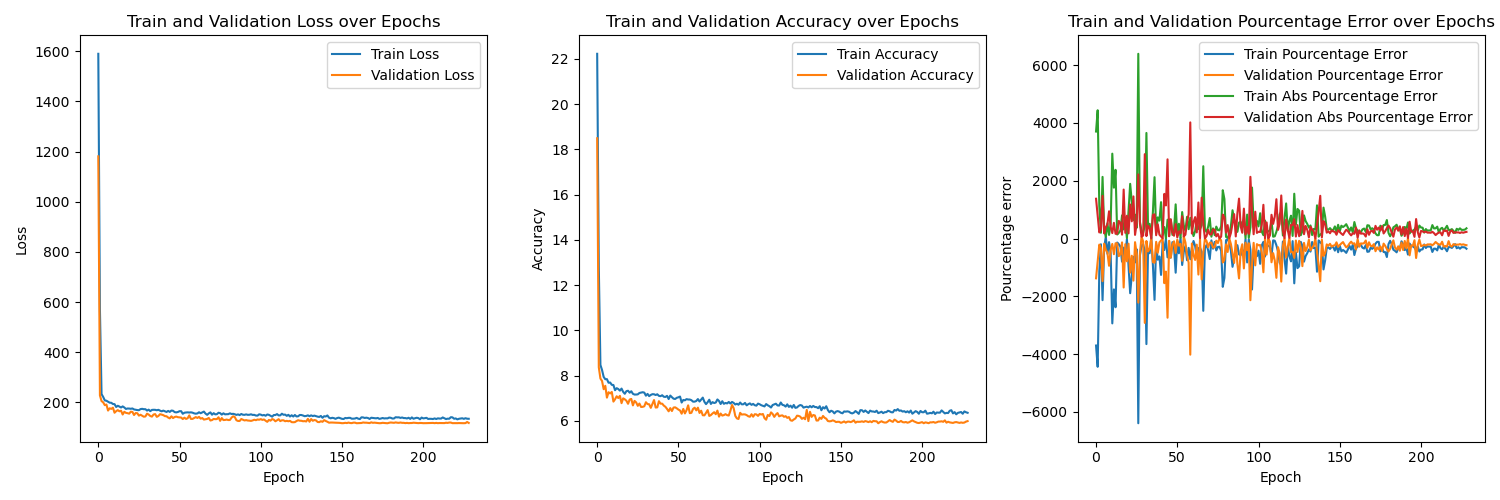 Train and Validation Loss over Epochs
Train Loss
Validation Loss
1600
1400
1200
1000
800
600
400
200
Loss
0
50
100
150
200
Epoch
Train and Validation Accuracy over Epochs
Train Accuracy
Validation Accuracy
22
20
18
16
14
12
10
8
6
Accuracy
0
50
100
150
200
Epoch
Train and Validation Pourcentage Error over Epochs
Train Pourcentage Error
Validation Pourcentage Error
Train Abs Pourcentage Error
Validation Abs Pourcentage Error
6000
4000
2000
0
−2000
−4000
−6000
Pourcentage error
0
50
100
150
200
Epoch